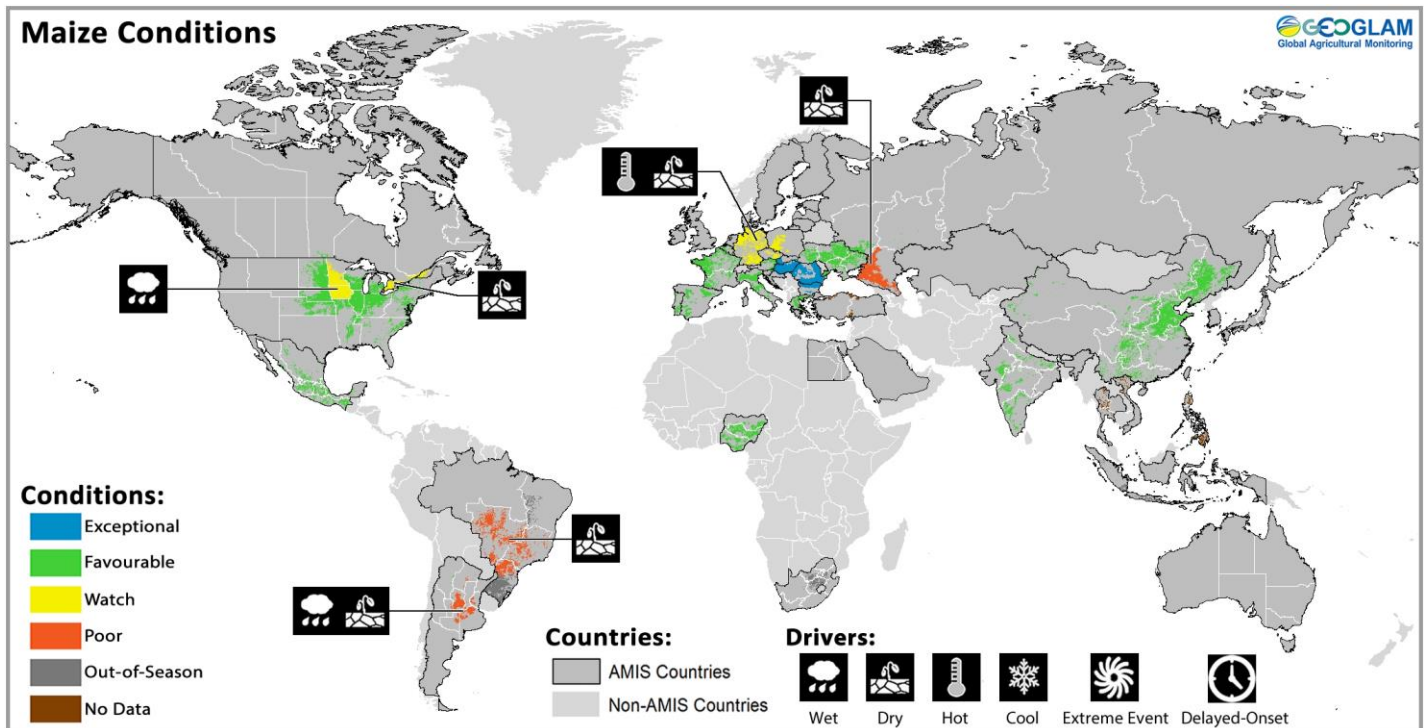 Maize Conditions
GEOGLAM
Global Agricultural Monitoring
Conditions:
Exceptional
Favourable
Watch
Poor
Out-of-Season
No Data
Countries:
AMIS Countries
Non-AMIS Countries
Drivers:
Wet
Dry
Hot
Cool
Extreme Event
Delayed-Onset